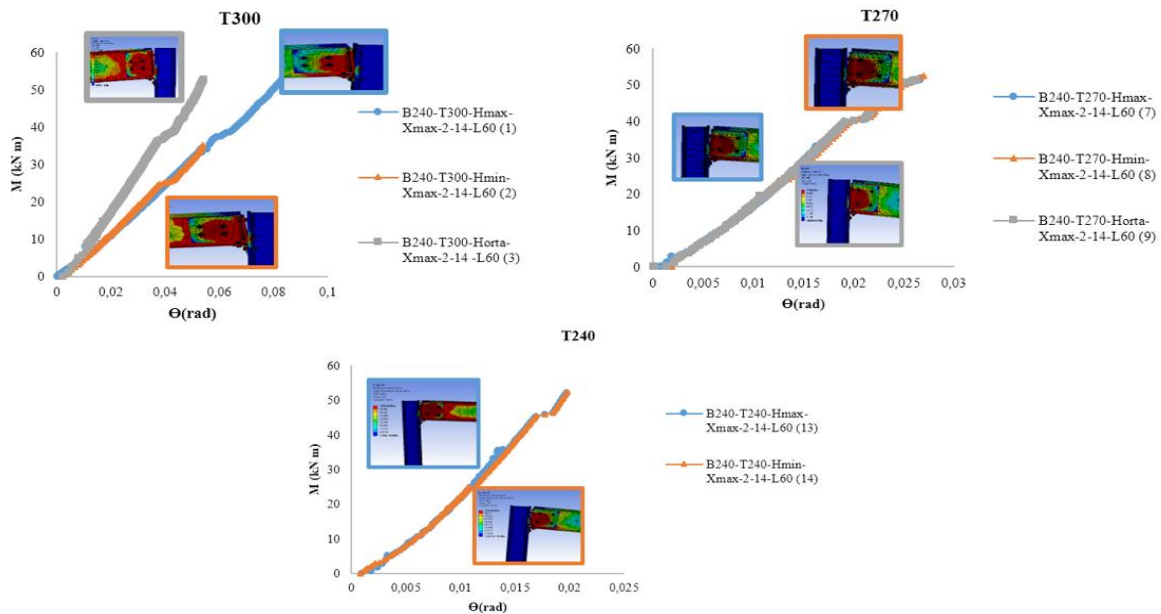 T300
60
50
40
30
20
10
0
M (kN m)
0
0,02
0,04
0,06
0,08
0,1
Ɵ(rad)
B240-T300-Hmax-
Xmax-2-14-L60 (1)
B240-T300-Hmin-
Xmax-2-14-L60 (2)
B240-T300-Horta-
Xmax-2-14 -L60 (3)
T270
60
50
40
30
20
10
0
M (kN m)
0
0,005
0,01
0,015
0,02
0,025
0,03
Ɵ(rad)
B240-T270-Hmax-
Xmax-2-14-L60 (7)
B240-T270-Hmin-
Xmax-2-14-L60 (8)
B240-T270-Horta-
Xmax-2-14-L60 (9)
T240
60
50
40
30
20
10
0
M (kN m)
0
0,005
0,01
0,015
0,02
0,025
Ɵ(rad)
B240-T240-Hmax-
Xmax-2-14-L60 (13)
B240-T240-Hmin-
Xmax-2-14-L60 (14)